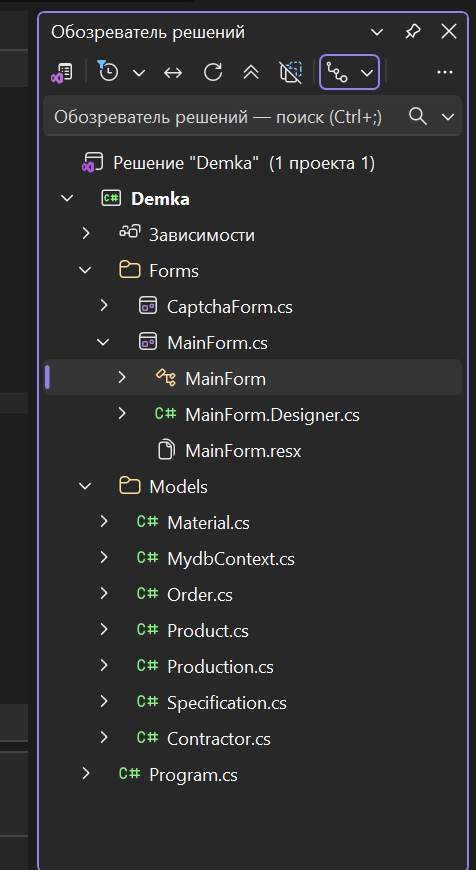 Обозреватель решений
Обозреватель решений — поиск (Ctrl+;)
Решение "Demka" (1 проекта 1)
C# Demka
Зависимости
Forms
CaptchaForm.cs
MainForm.cs
MainForm
C# MainForm.Designer.cs
MainForm.resx
Models
C# Material.cs
C# MydbContext.cs
C# Order.cs
C# Product.cs
C# Production.cs
C# Specification.cs
C# Contractor.cs
C# Program.cs